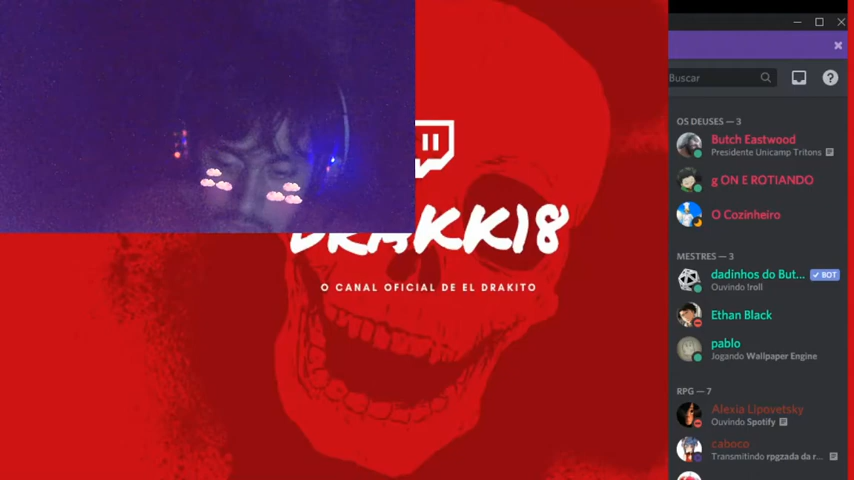 DRAKK18
O CANAL OFICIAL DE EL DRAKITO
Buscar
OS DEUSES — 3
Butch Eastwood
Presidente Unicamp Tritons
g ON E ROTIANDO
O Cozinheiro
MESTRES — 3
dadinhos do But... ✓ BOT
Ouvindo !roll
Ethan Black
pablo
Jogando Wallpaper Engine
RPG — 7
Alexia Lipovetsky
Ouvindo Spotify
caboco
Transmitindo rpgzada da r...